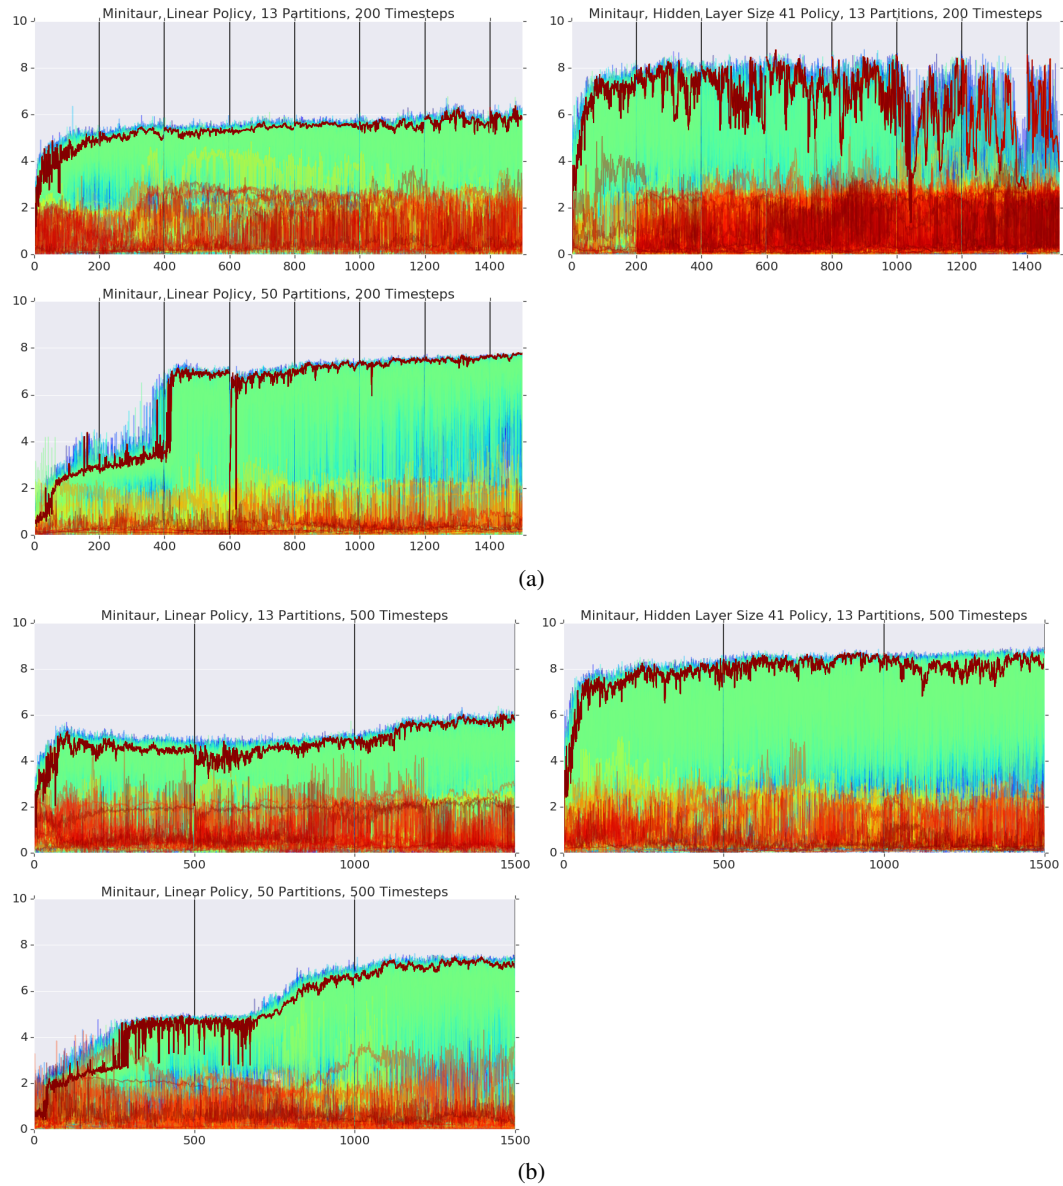 Minitaur, Linear Policy, 13 Partitions, 200 Timesteps
10
8
6
4
2
0
0 200 400 600 800 1000 1200 1400
Minitaur, Hidden Layer Size 41 Policy, 13 Partitions, 200 Timesteps
10
8
6
4
2
0
0 200 400 600 800 1000 1200 1400
Minitaur, Linear Policy, 50 Partitions, 200 Timesteps
10
8
6
4
2
0
0 200 400 600 800 1000 1200 1400
(a)
Minitaur, Linear Policy, 13 Partitions, 500 Timesteps
10
8
6
4
2
0
0 500 1000 1500
Minitaur, Hidden Layer Size 41 Policy, 13 Partitions, 500 Timesteps
10
8
6
4
2
0
0 500 1000 1500
Minitaur, Linear Policy, 50 Partitions, 500 Timesteps
10
8
6
4
2
0
0 500 1000 1500
(b)